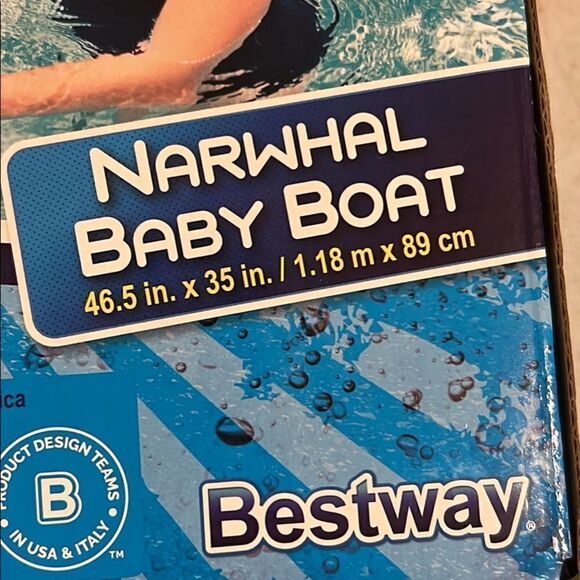 NARWHAL
BABY BOAT
46.5 in. x 35 in. / 1.18 m x 89 cm
ica
PRODUCT DESIGN TEAMS
B
• IN USA & ITALY •
TM
Bestway®